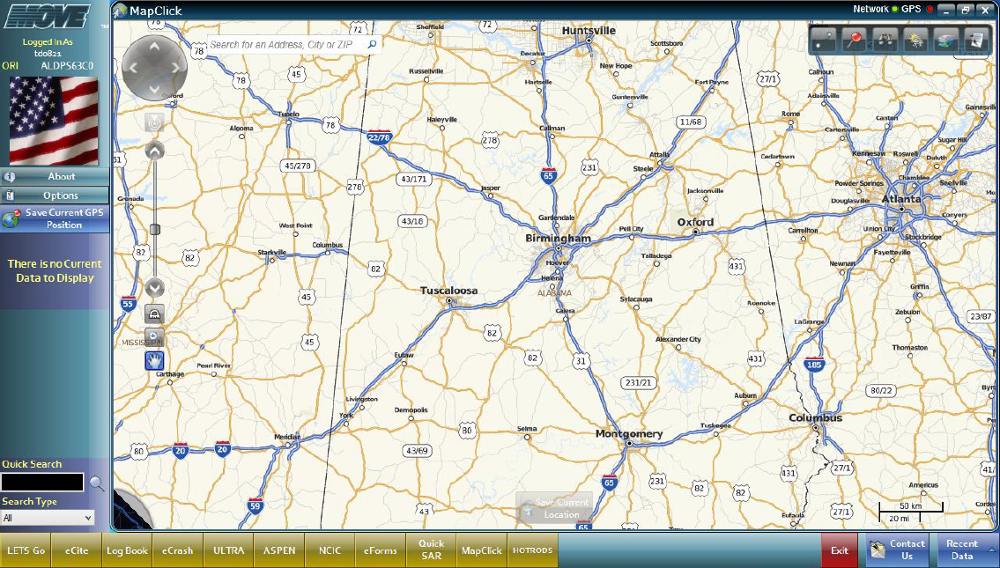 MOVE
TM
Logged In As
tdo821
ORI ALDPS63C0
About
Options
Save Current GPS
Position
There is no Current
Data to Display
Quick Search
Search Type
All
MapClick
Network GPS
Search for an Address, City or ZIP
Sheffield
72
Huntsville
Scottsboro
78
72
Decatur
New Hope
Russellville
Hartselle
Fort Payne
27/1
Calhoun
Adairsville
78
45
Guntersville
Oxford
Tupelo
78
Haleyville
Cullman
11/68
Rome
Canton
Gainesville
Algoma
22/78
278
Cartersville
Sugar Hill
45/278
Attalla
Cedartown
Kennesaw
Roswell
Duluth
231
Steele
278
43/171
65
Chamblee
Snellville
Jasper
Jacksonville
Powder Springs
Granada
Douglasville
Atlanta
Gardendale
Conyers
43/18
Oxford
West Point
Pell City
Carrollton
Union City
Birmingham
Stockbridge
Columbus
Starkville
Talladega
Fayetteville
82
82
82
Hoover
431
Newnan
Helena
ALABAMA
Tuscaloosa
Griffin
45
55
Sylacauga
Roanoke
Calera
Zebulon
23/87
LaGrange
MISSISSIPPI
82
45
Alexander City
Thomaston
Eutaw
82
31
431
185
Pearl River
Carthage
231/21
80/22
Auburn
Livingston
Demopolis
York
Columbus
Selma
80
Tuskegee
Meridian
Montgomery
80
20
20
43/69
431
27/1
41/
65
231
82
82
Americus
59
43
Save Current
Location
65
Eufaula
27/1
50 km
20 mi
LETS Go
eCite
Log Book
eCrash
ULTRA
ASPEN
NCIC
eForms
Quick
SAR
MapClick
HOTRODS
Exit
Contact
Us
Recent
Data